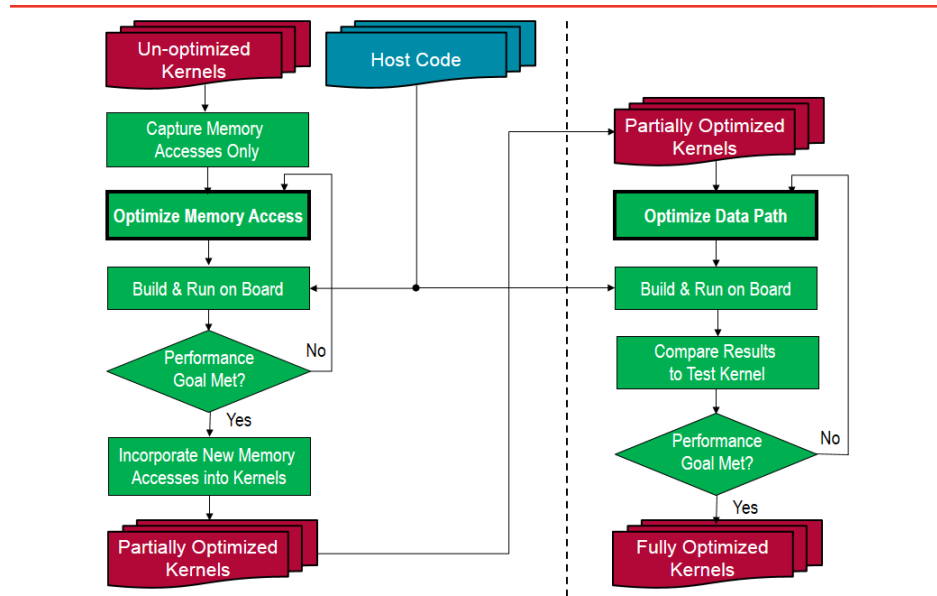 Un-optimized
Kernels
Host Code
Capture Memory
Accesses Only
Optimize Memory Access
Build & Run on Board
Performance
Goal Met?
No
Yes
Incorporate New Memory
Accesses into Kernels
Partially Optimized
Kernels
Partially Optimized
Kernels
Optimize Data Path
Build & Run on Board
Compare Results
to Test Kernel
Performance
Goal Met?
No
Yes
Fully Optimized
Kernels